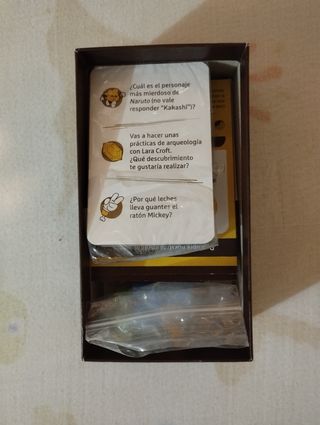 ¿Cuál es el personaje
más mierdoso de
Naruto (no vale
responder “Kakashi”)?
Vas a hacer unas
prácticas de arqueología
con Lara Croft.
¿Qué descubrimiento
te gustaría realizar?
¿Por qué leches
lleva guantes el
ratón Mickey?